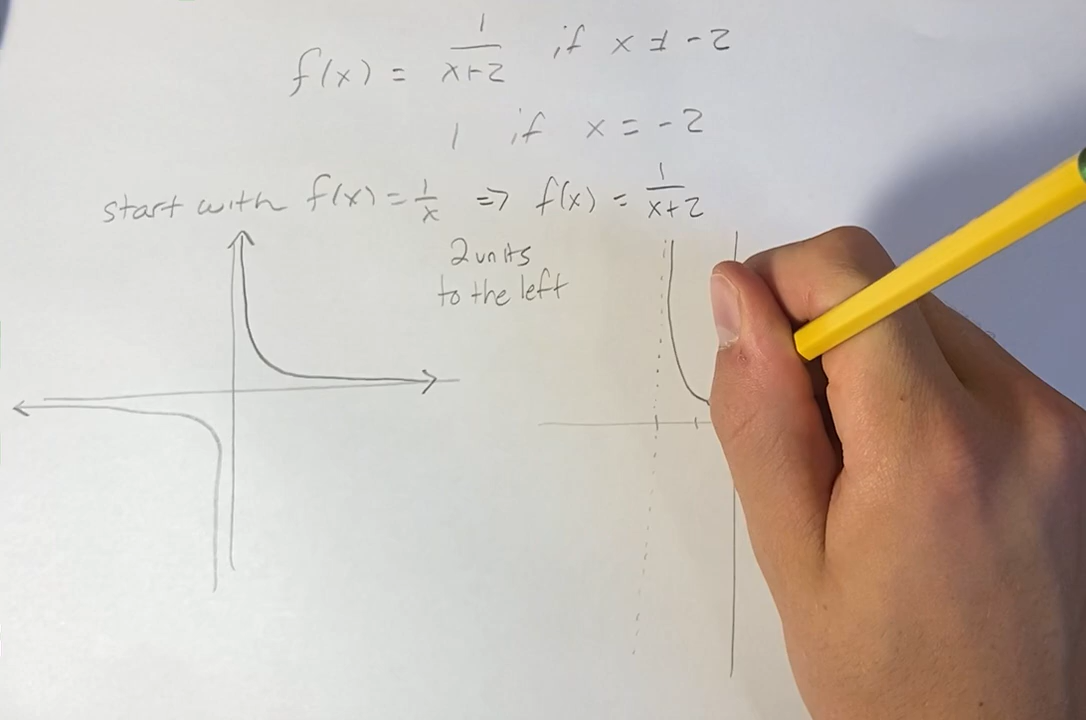 f(x) = 1/(x+2) if x ≠ -2
1 if x = -2
start with f(x) = 1/x ⇒ f(x) = 1/(x+2)
2 units
to the left